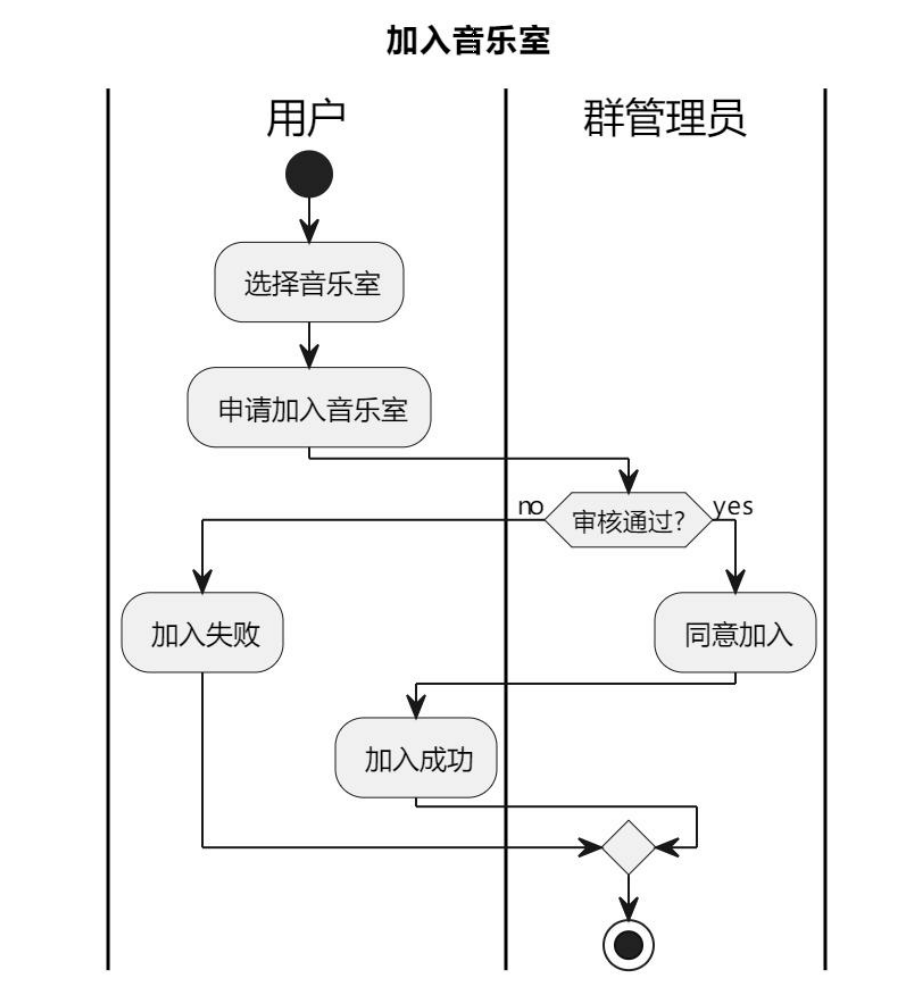 加入音乐室
用户
群管理员
选择音乐室
申请加入音乐室
no
审核通过?
yes
加入失败
同意加入
加入成功